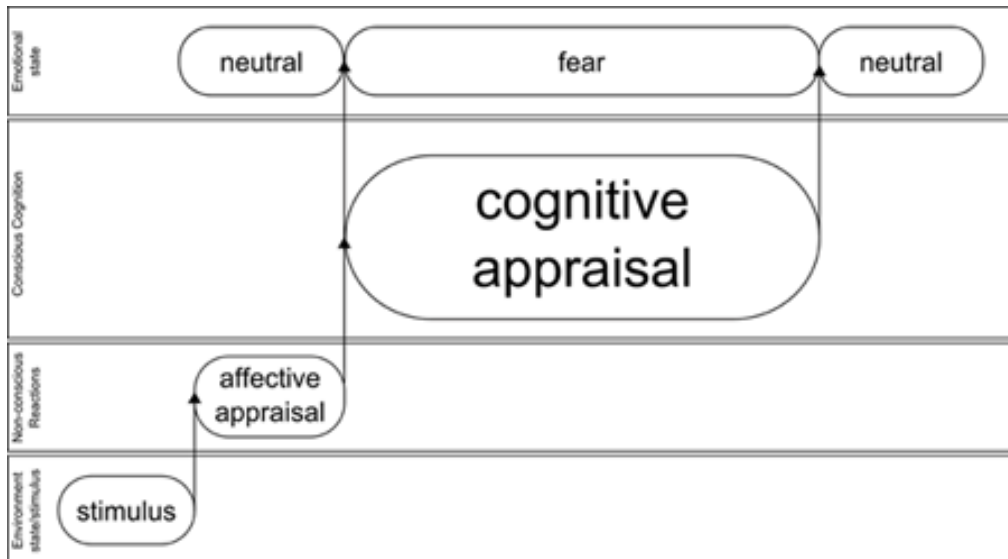 Emotional
state
neutral
fear
neutral
Conscious Cognition
cognitive
appraisal
Non-conscious
Reactions
affective
appraisal
Environment
state/stimulus
stimulus